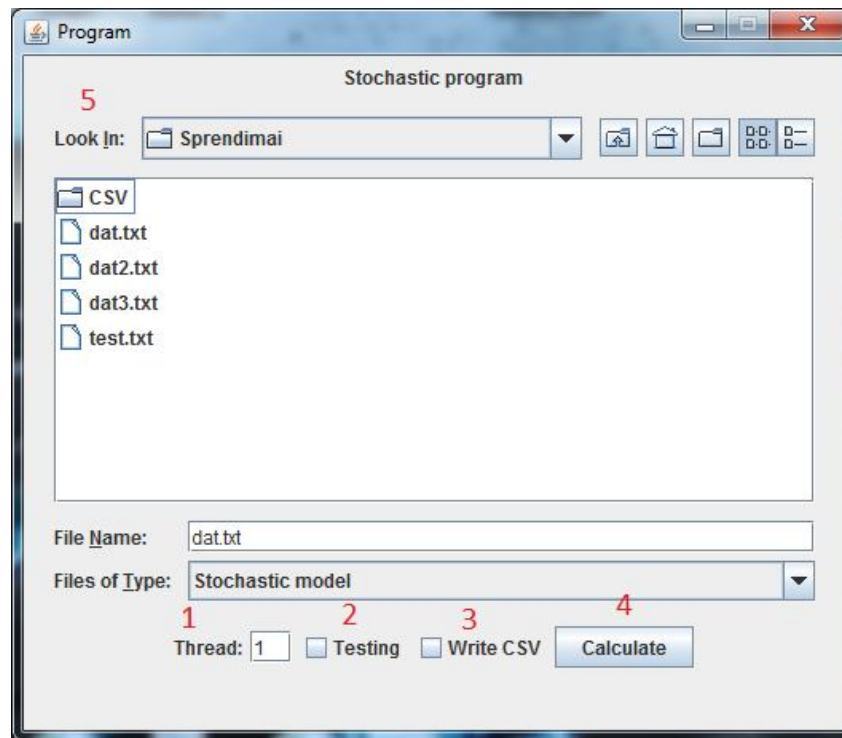 Program
Stochastic program
5
Look In: Sprendimai
CSV
dat.txt
dat2.txt
dat3.txt
test.txt
File Name: dat.txt
Files of Type: Stochastic model
1 2 3 4
Thread: 1 Testing Write CSV Calculate